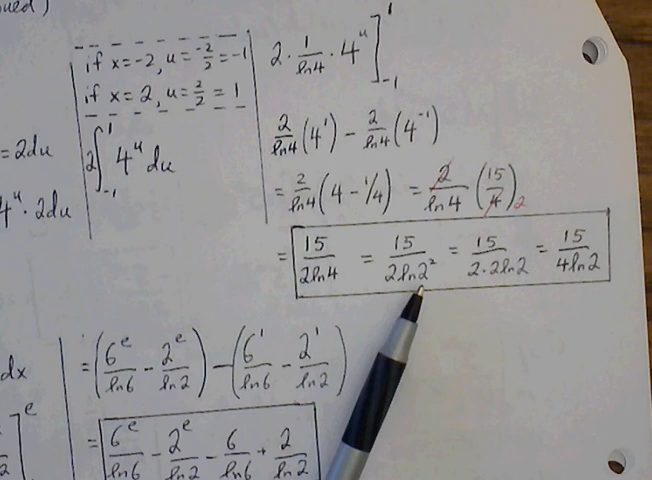 nued)
if x=-2, u=-2/2=-1
if x=2, u=2/2=1
=2du
2∫₋₁¹ 4ᵘ du
4ᵘ·2du
2·1/ln4·4ᵘ]₋₁¹
2/ln4(4¹) - 2/ln4(4⁻¹)
=2/ln4(4-1/4) =2/ln4(15/4)2
=15/2ln4 =15/2ln2² =15/2·2ln2 =15/4ln2
dx
=(6ᵉ/ln6 - 2ᵉ/ln2) - (6¹/ln6 - 2¹/ln2)
]ᵉ
=6ᵉ/ln6 - 2ᵉ/ln2 - 6/ln6 + 2/ln2